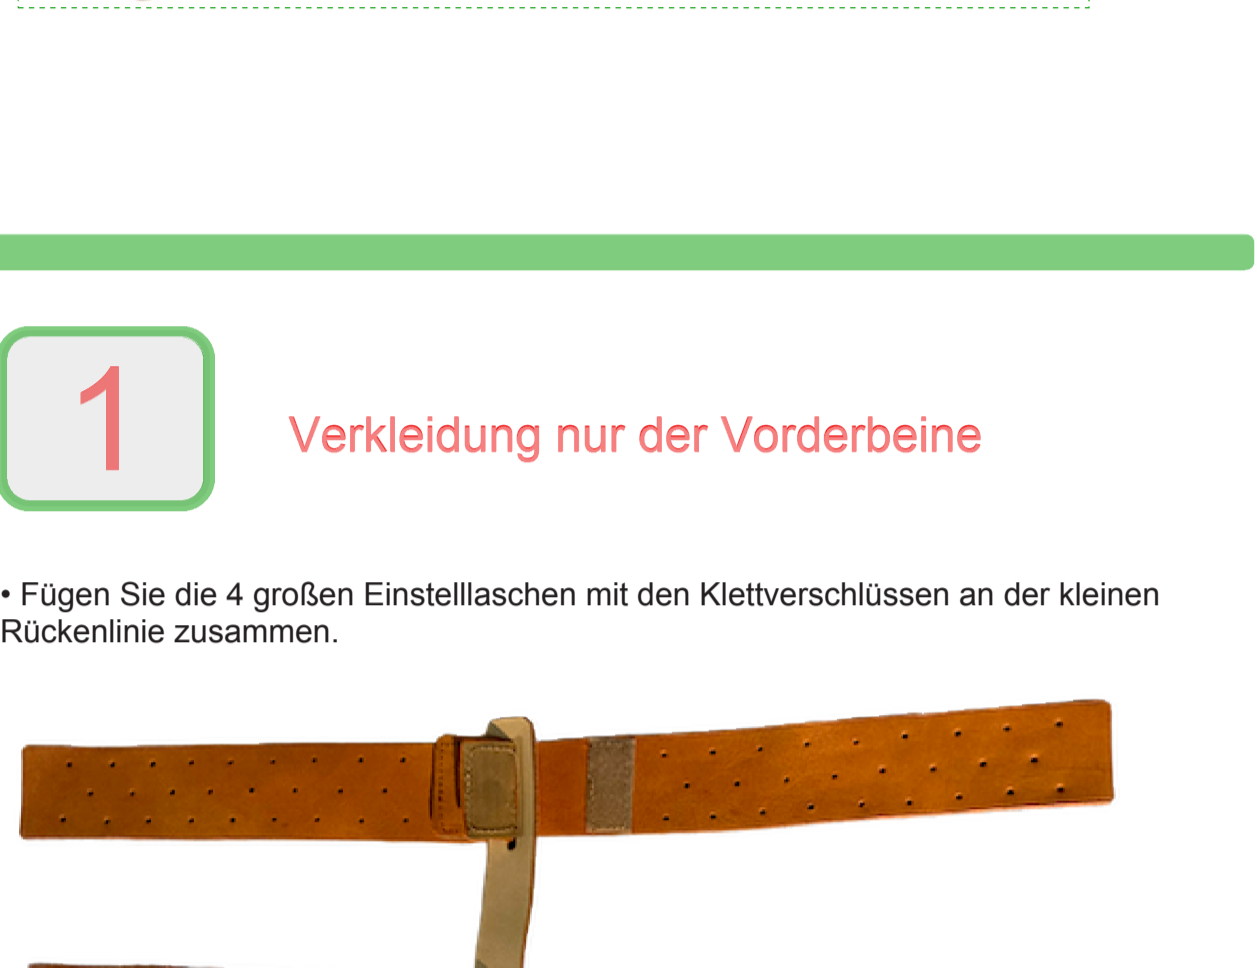 1
Verkleidung nur der Vorderbeine
• Fügen Sie die 4 großen Einstelllaschen mit den Klettverschlüssen an der kleinen
Rückenlinie zusammen.